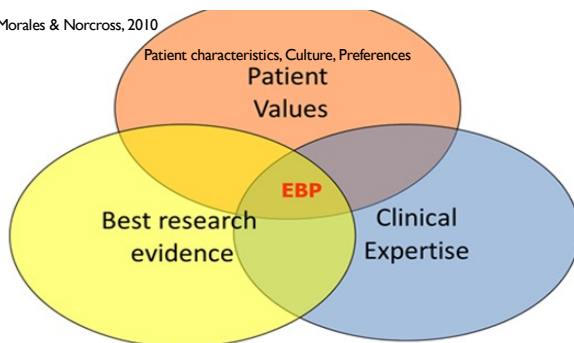 Morales & Norcross, 2010
Patient characteristics, Culture, Preferences
Patient
Values
EBP
Best research
evidence
Clinical
Expertise